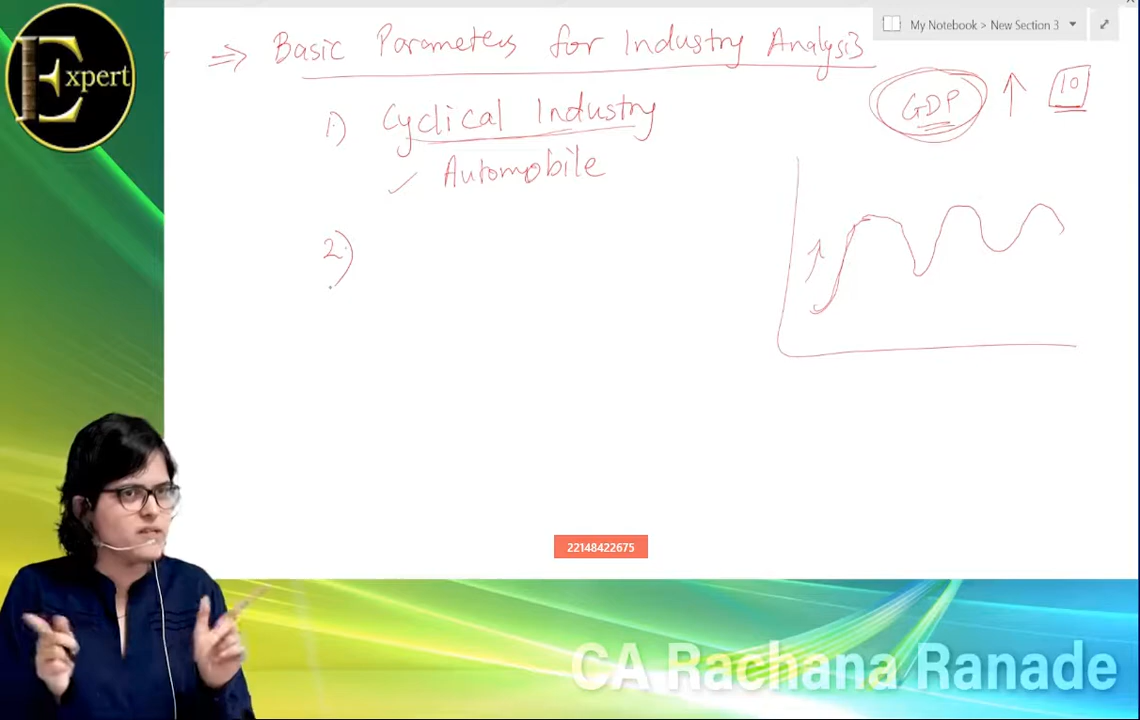 Expert
My Notebook > New Section 3
⇒ Basic Parameters for Industry Analysis
GDP ↑ 10
1) Cyclical Industry
✓ Automobile
2)
22148422675
CA Rachana Ranade